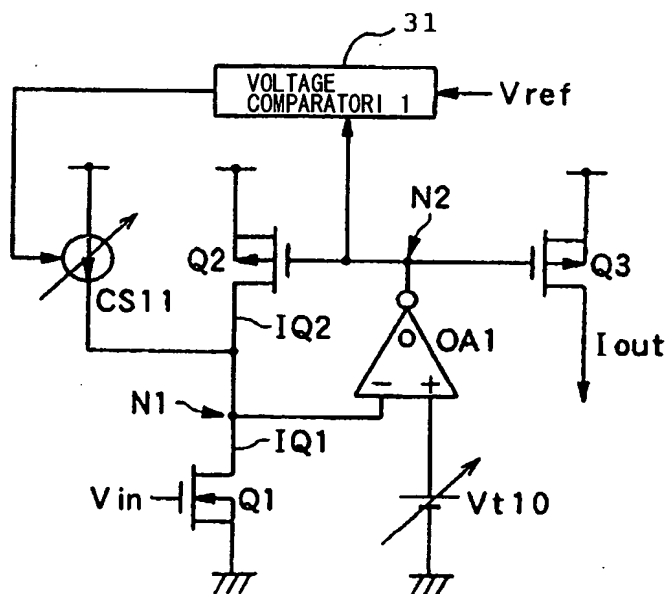 31
VOLTAGE
COMPARATORI 1
Vref
N2
Q2
Q3
CS11
IQ2
O
OA1
Iout
- +
N1
IQ1
Vin
Q1
Vt10